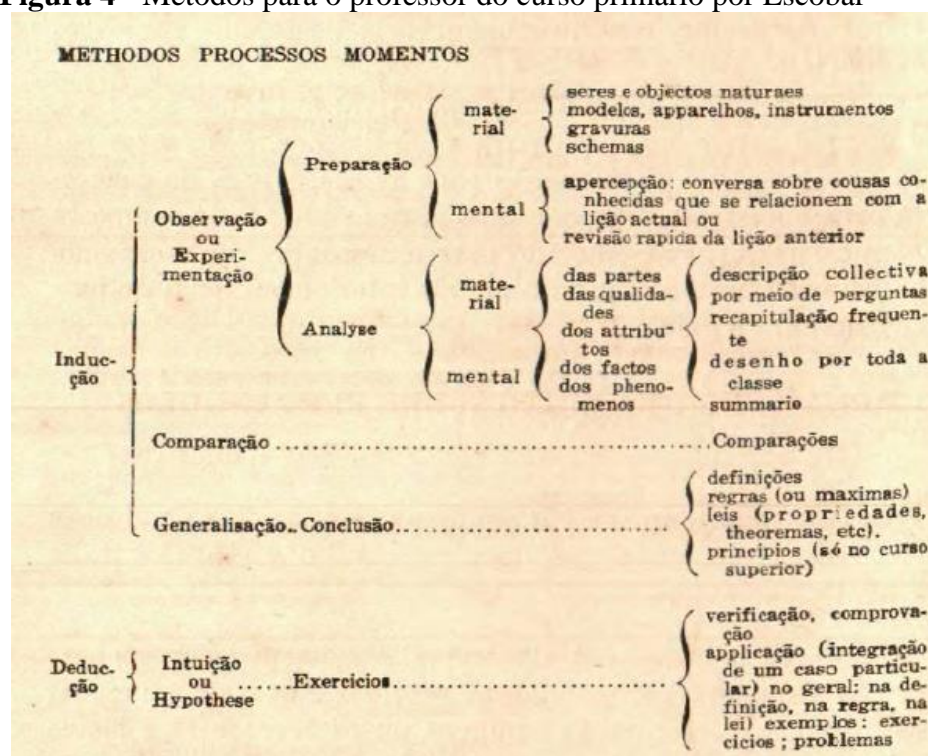 Figura 4 - Métodos para o professor do curso primário por Escobar
METHODOS PROCESSOS MOMENTOS
Inducção
Observação
ou
Experimentação
Preparação
mate-
rial
seres e objectos naturaes
modelos, apparelhos, instrumentos
gravuras
schemas
mental
apercepção: conversa sobre cousas co-
nhecidas que se relacionem com a
lição actual ou
revisão rapida da lição anterior
Analyse
mate-
rial
mental
das partes
das qualida-
des
dos attribu-
tos
dos factos
dos pheno-
menos
descripção collectiva
por meio de perguntas
recapitulação frequen-
te
desenho por toda a
classe
summario
Comparação ........ Comparações
Generalisação.. Conclusão ........
definições
regras (ou maximas)
leis (propriedades,
theoremas, etc).
principios (só no curso
superior)
Deduc-
ção
Intuição
ou
Hypothese
..... Exercicios ........
verificação, comprova-
ção
applicação (integração
de um caso particu-
lar) no geral: na de-
finição, na regra, na
lei) exemplos: exer-
cicios ; problemas